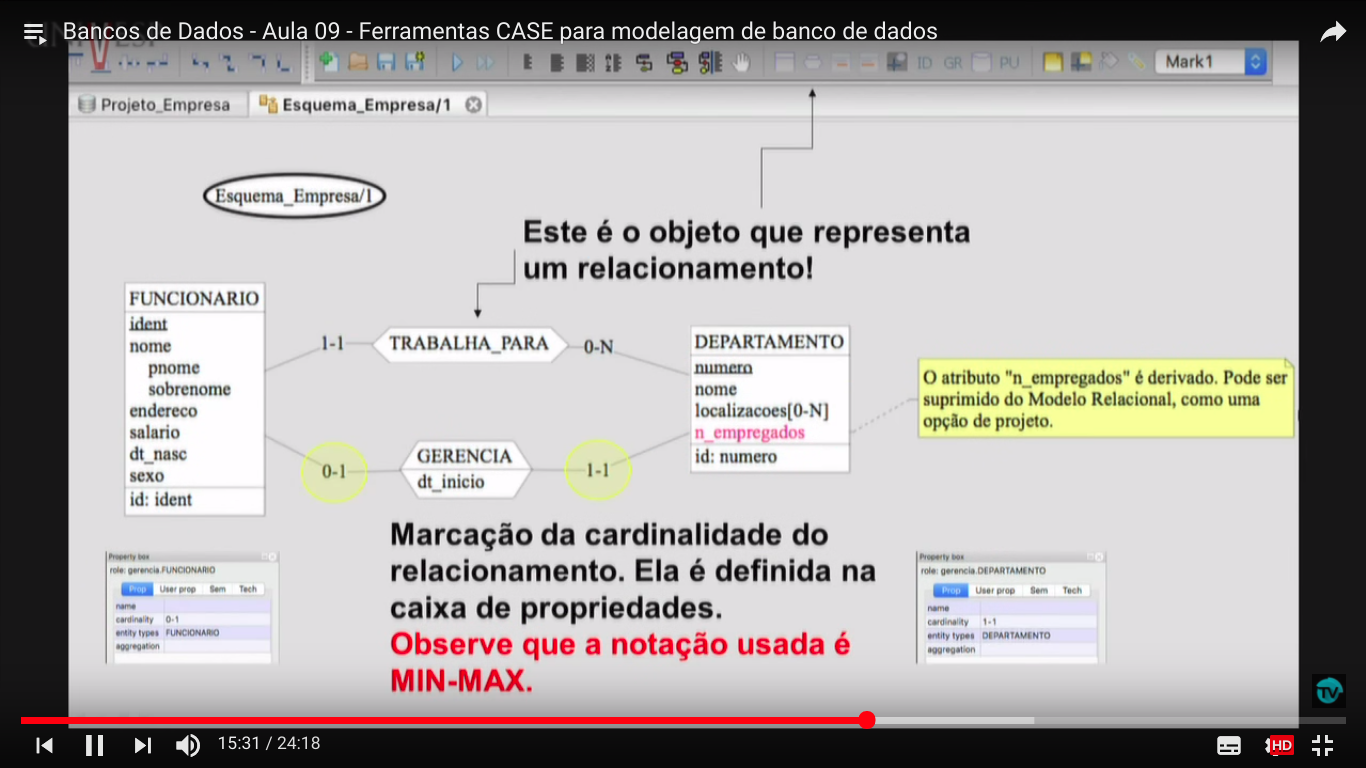 Bancos de Dados - Aula 09 - Ferramentas CASE para modelagem de banco de dados
ID GR PU Mark1
Projeto_Empresa Esquema_Empresa/1
Esquema_Empresa/1
Este é o objeto que representa
um relacionamento!
FUNCIONARIO
ident
nome
pnome
sobrenome
endereco
salario
dt_nasc
sexo
id: ident
1-1
TRABALHA_PARA
0-N
DEPARTAMENTO
numero
nome
localizacoes[0-N]
n_empregados
id: numero
O atributo "n_empregados" é derivado. Pode ser
suprimido do Modelo Relacional, como uma
opção de projeto.
0-1
GERENCIA
dt_inicio
1-1
Marcação da cardinalidade do
relacionamento. Ela é definida na
caixa de propriedades.
Observe que a notação usada é
MIN-MAX.
Property box
role: gerencia.FUNCIONARIO
Prop User prop Sem Tech
name
cardinality 0-1
entity types FUNCIONARIO
aggregation
Property box
role: gerencia.DEPARTAMENTO
Prop User prop Sem Tech
name
cardinality 1-1
entity types DEPARTAMENTO
aggregation
TV
15:31 / 24:18
HD